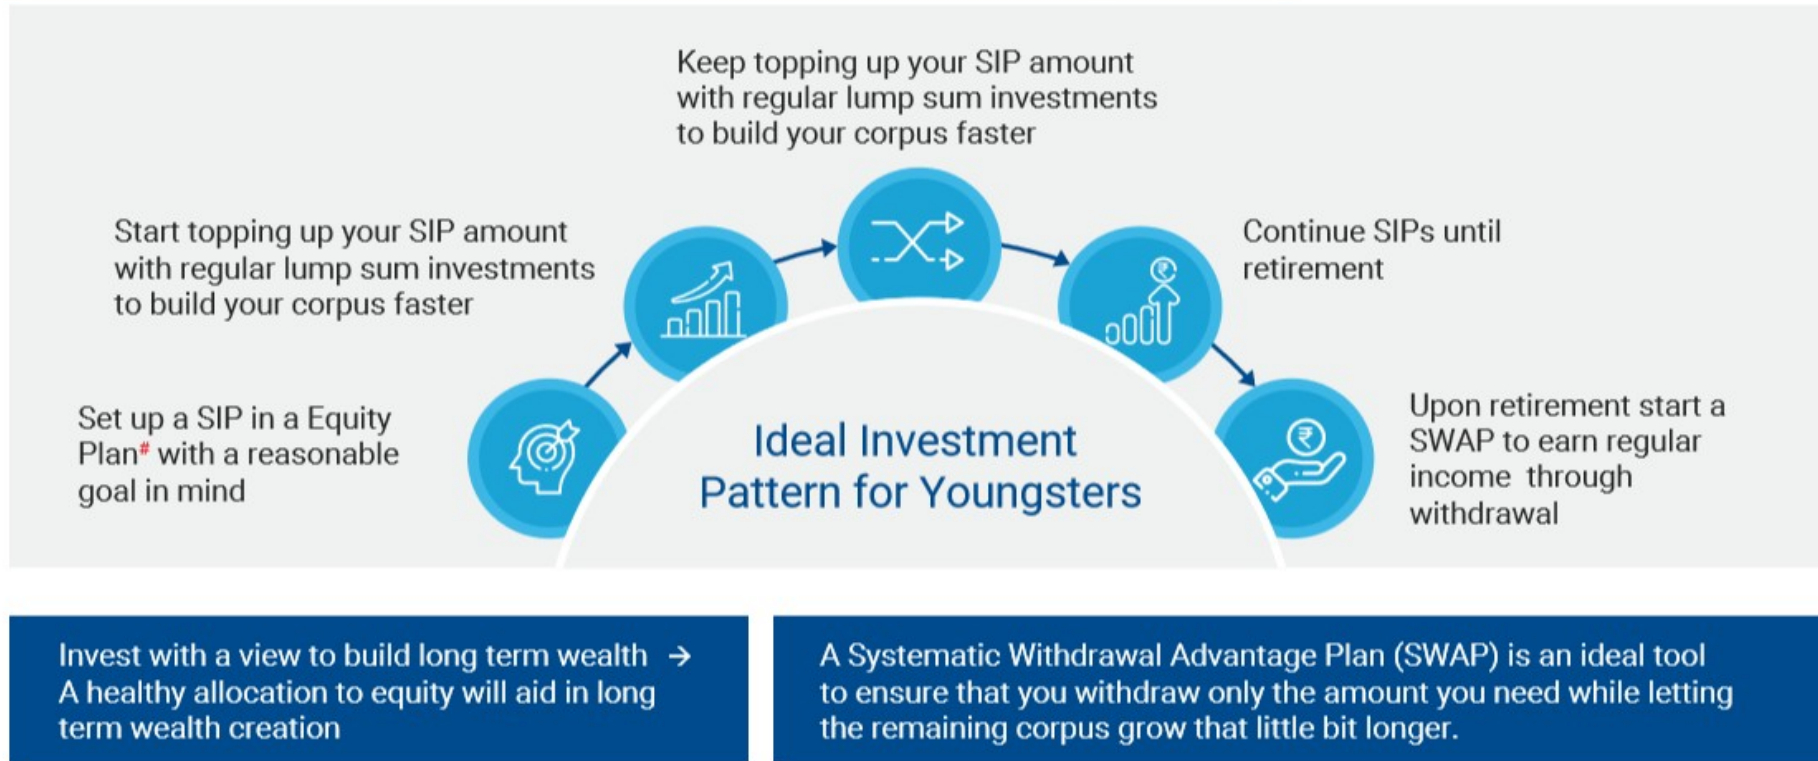 Keep topping up your SIP amount
with regular lump sum investments
to build your corpus faster
Start topping up your SIP amount
with regular lump sum investments
to build your corpus faster
Continue SIPs until
retirement
Set up a SIP in a Equity
Plan# with a reasonable
goal in mind
Upon retirement start a
SWAP to earn regular
income through
withdrawal
Ideal Investment
Pattern for Youngsters
Invest with a view to build long term wealth →
A healthy allocation to equity will aid in long
term wealth creation
A Systematic Withdrawal Advantage Plan (SWAP) is an ideal tool
to ensure that you withdraw only the amount you need while letting
the remaining corpus grow that little bit longer.